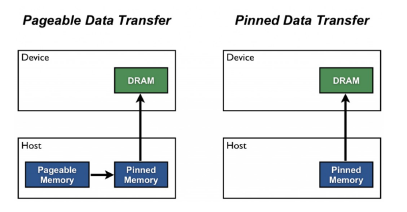 Pageable Data Transfer
Device
DRAM
Host
Pageable
Memory
Pinned
Memory
Pinned Data Transfer
Device
DRAM
Host
Pinned
Memory